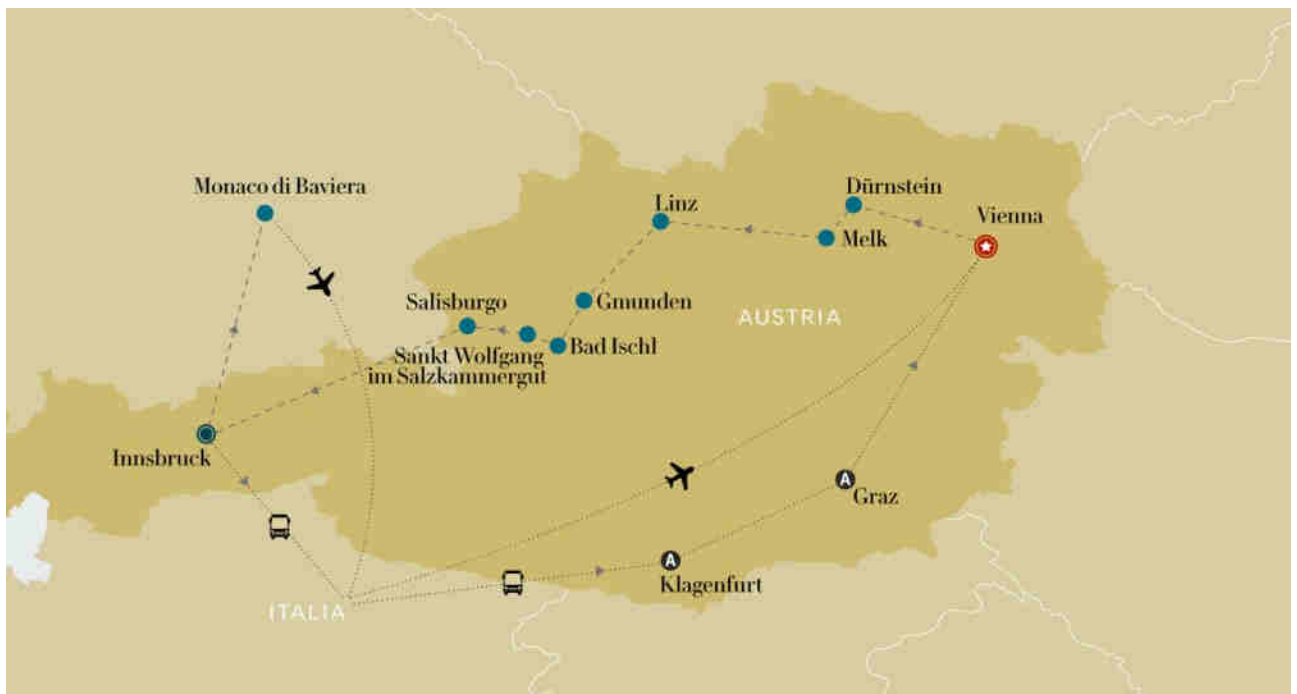 Monaco di Baviera
Dürnstein
Linz
Vienna
Melk
Salisburgo
Gmunden
AUSTRIA
Sankt Wolfgang
im Salzkammergut
Bad Ischl
Innsbruck
A
Graz
A
Klagenfurt
ITALIA